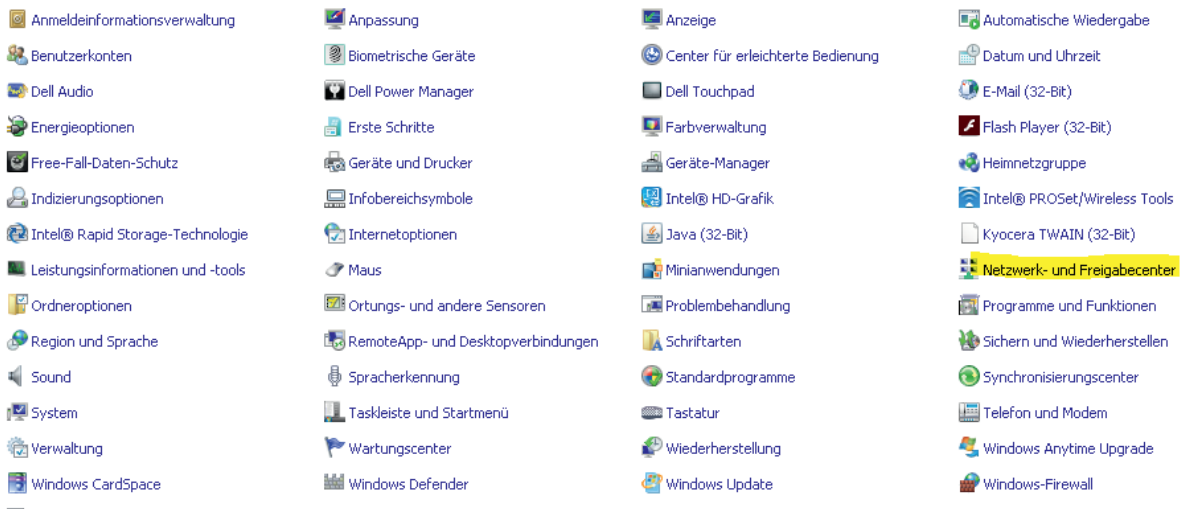 Anmeldeinformationsverwaltung Anpassung Anzeige Automatische Wiedergabe
Benutzerkonten Biometrische Geräte Center für erleichterte Bedienung Datum und Uhrzeit
Dell Audio Dell Power Manager Dell Touchpad E-Mail (32-Bit)
Energieoptionen Erste Schritte Farbverwaltung Flash Player (32-Bit)
Free-Fall-Daten-Schutz Geräte und Drucker Geräte-Manager Heimnetzgruppe
Indizierungsoptionen Infobereichsymbole Intel® HD-Grafik Intel® PROSet/Wireless Tools
Intel® Rapid Storage-Technologie Internetoptionen Java (32-Bit) Kyocera TWAIN (32-Bit)
Leistungsinformationen und -tools Maus Minianwendungen Netzwerk- und Freigabecenter
Ordneroptionen Ortungs- und andere Sensoren Problembehandlung Programme und Funktionen
Region und Sprache RemoteApp- und Desktopverbindungen Schriftarten Sichern und Wiederherstellen
Sound Spracherkennung Standardprogramme Synchronisierungscenter
System Taskleiste und Startmenü Tastatur Telefon und Modem
Verwaltung Wartungscenter Wiederherstellung Windows Anytime Upgrade
Windows CardSpace Windows Defender Windows Update Windows-Firewall